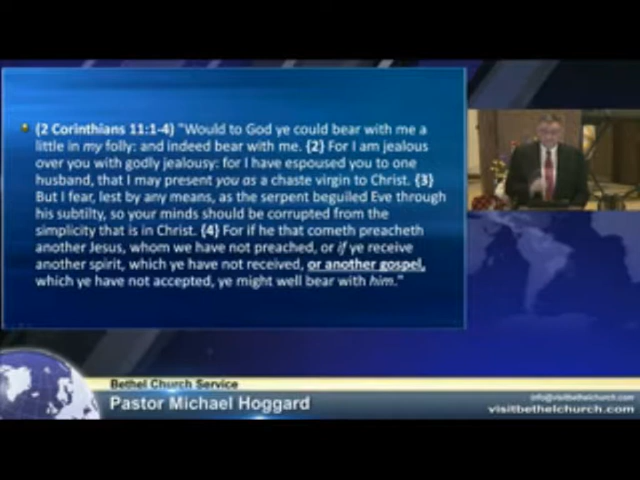 (2 Corinthians 11:1-4) "Would to God ye could bear with me a
little in my folly: and indeed bear with me. {2} For I am jealous
over you with godly jealousy: for I have espoused you to one
husband, that I may present you as a chaste virgin to Christ. {3}
But I fear, lest by any means, as the serpent beguiled Eve through
his subtilty, so your minds should be corrupted from the
simplicity that is in Christ. {4} For if he that cometh preacheth
another Jesus, whom we have not preached, or if ye receive
another spirit, which ye have not received, or another gospel,
which ye have not accepted, ye might well bear with him."
Bethel Church Service
Pastor Michael Hoggard
info@visitbethelchurch.com
visitbethelchurch.com